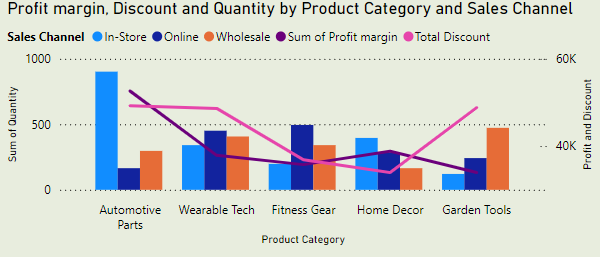 Profit margin, Discount and Quantity by Product Category and Sales Channel
Sales Channel In-Store Online Wholesale Sum of Profit margin Total Discount
1000
500
0
Sum of Quantity
60K
40K
Profit and Discount
Automotive Parts
Wearable Tech
Fitness Gear
Home Decor
Garden Tools
Product Category